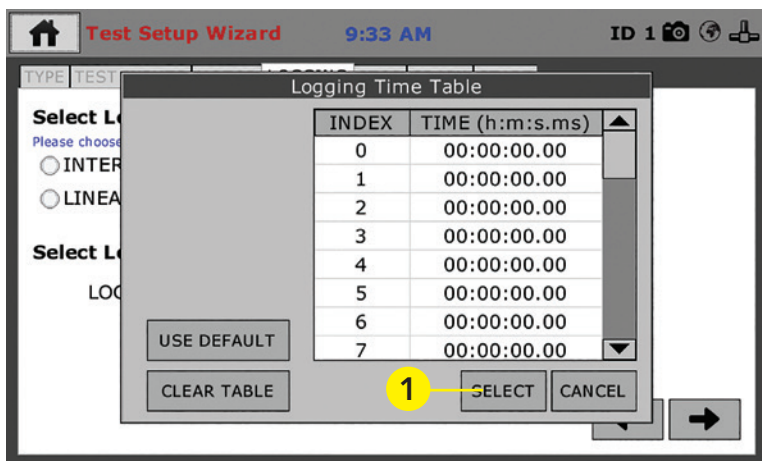 Test Setup Wizard 9:33 AM ID 1
TYPE TEST
Logging Time Table
Select Lo
Please choose
INTER
LINEA
Select Lo
LOG
INDEX TIME (h:m:s.ms)
0 00:00:00.00
1 00:00:00.00
2 00:00:00.00
3 00:00:00.00
4 00:00:00.00
5 00:00:00.00
6 00:00:00.00
7 00:00:00.00
USE DEFAULT
CLEAR TABLE
1
SELECT
CANCEL